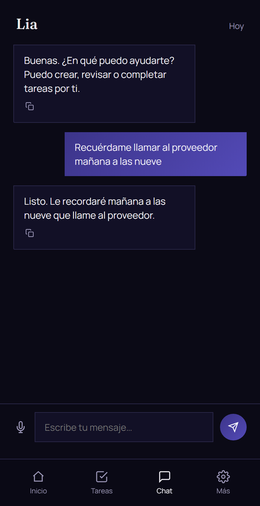 Lia
Hoy
Buenas. ¿En qué puedo ayudarte?
Puedo crear, revisar o completar
tareas por ti.
Recuérdame llamar al proveedor
mañana a las nueve
Listo. Le recordaré mañana a las
nueve que llame al proveedor.
Escribe tu mensaje...
Inicio
Tareas
Chat
Más